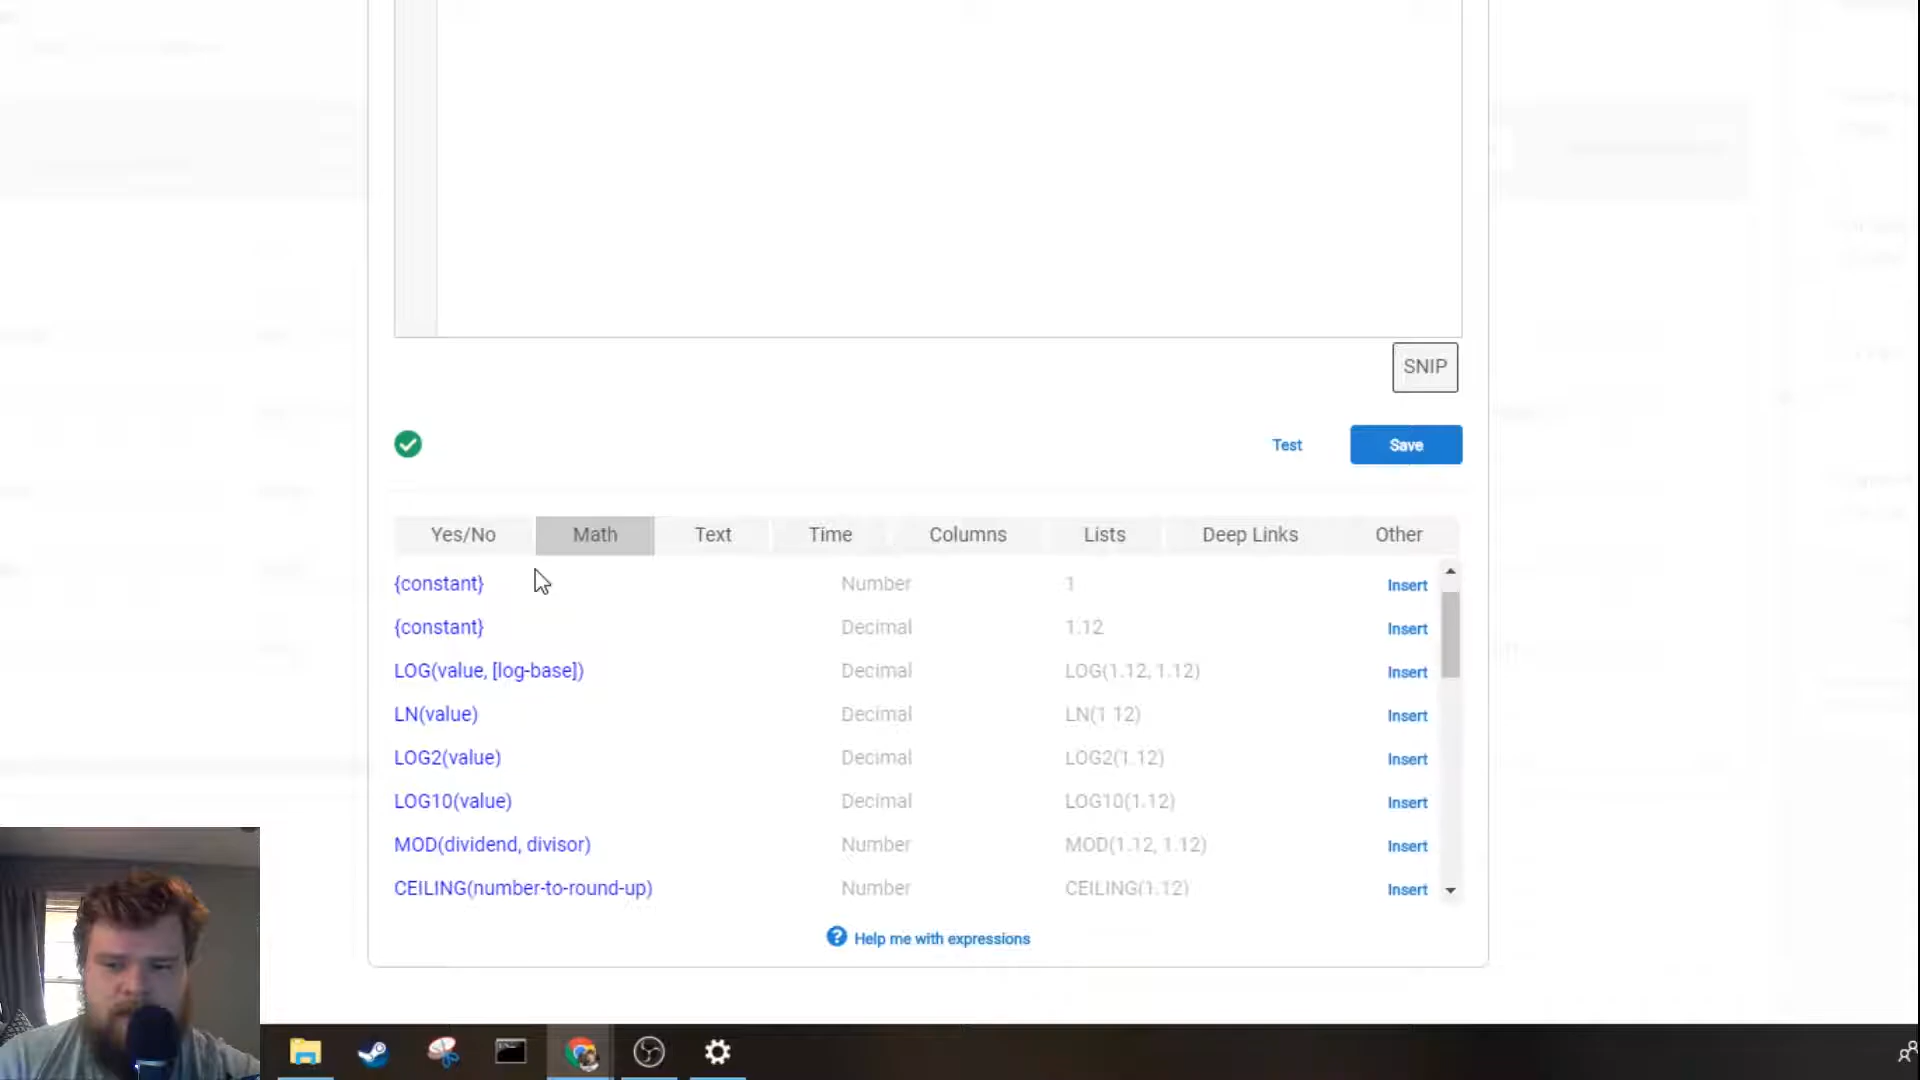 SNIP
Test Save
Yes/No Math Text Time Columns Lists Deep Links Other
{constant} Number 1 Insert
{constant} Decimal 1.12 Insert
LOG(value, [log-base]) Decimal LOG(1.12, 1.12) Insert
LN(value) Decimal LN(1 12) Insert
LOG2(value) Decimal LOG2(1.12) Insert
LOG10(value) Decimal LOG10(1.12) Insert
MOD(dividend, divisor) Number MOD(1.12, 1.12) Insert
CEILING(number-to-round-up) Number CEILING(1.12) Insert
? Help me with expressions